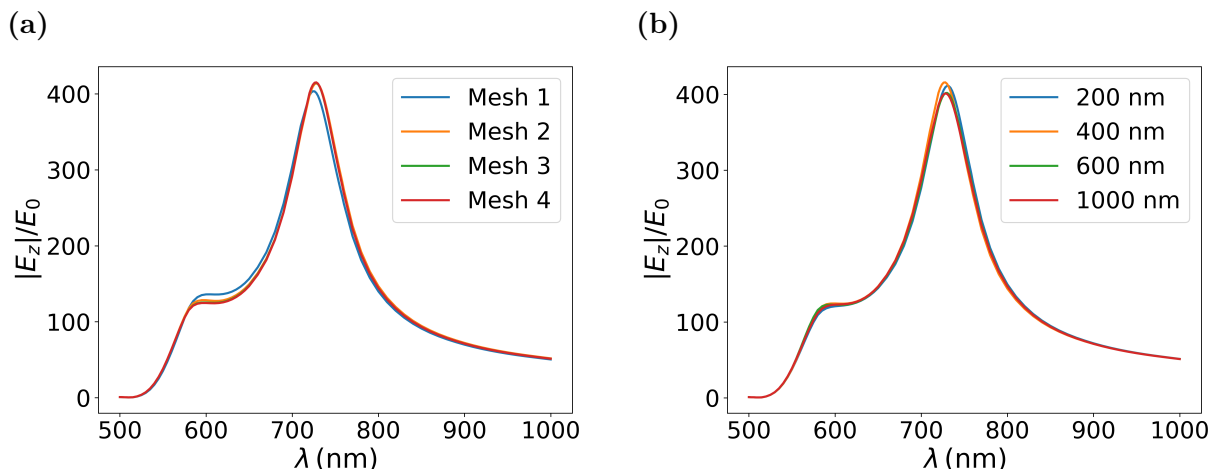 (a)
(b)
400
300
200
100
0
500 600 700 800 900 1000
λ (nm)
|E_z|/E_0
Mesh 1
Mesh 2
Mesh 3
Mesh 4
400
300
200
100
0
500 600 700 800 900 1000
λ (nm)
|E_z|/E_0
200 nm
400 nm
600 nm
1000 nm